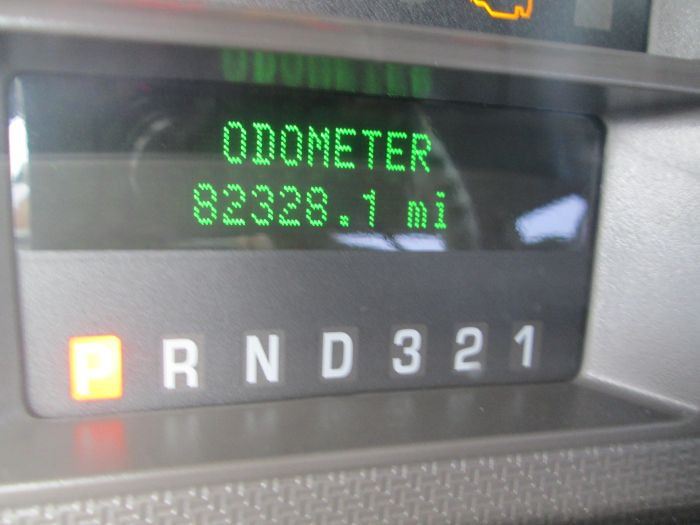 ODOMETER
82328.1 mi
P R N D 3 2 1